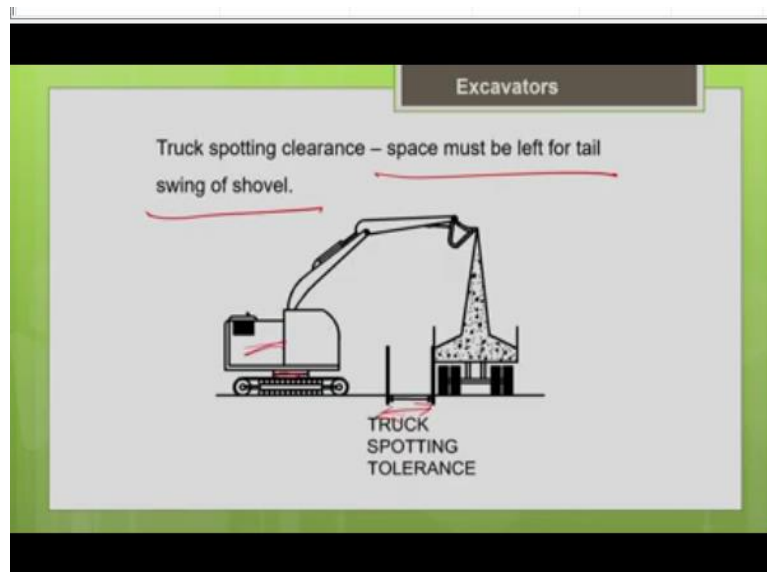 Excavators
Truck spotting clearance – space must be left for tail
swing of shovel.
TRUCK
SPOTTING
TOLERANCE